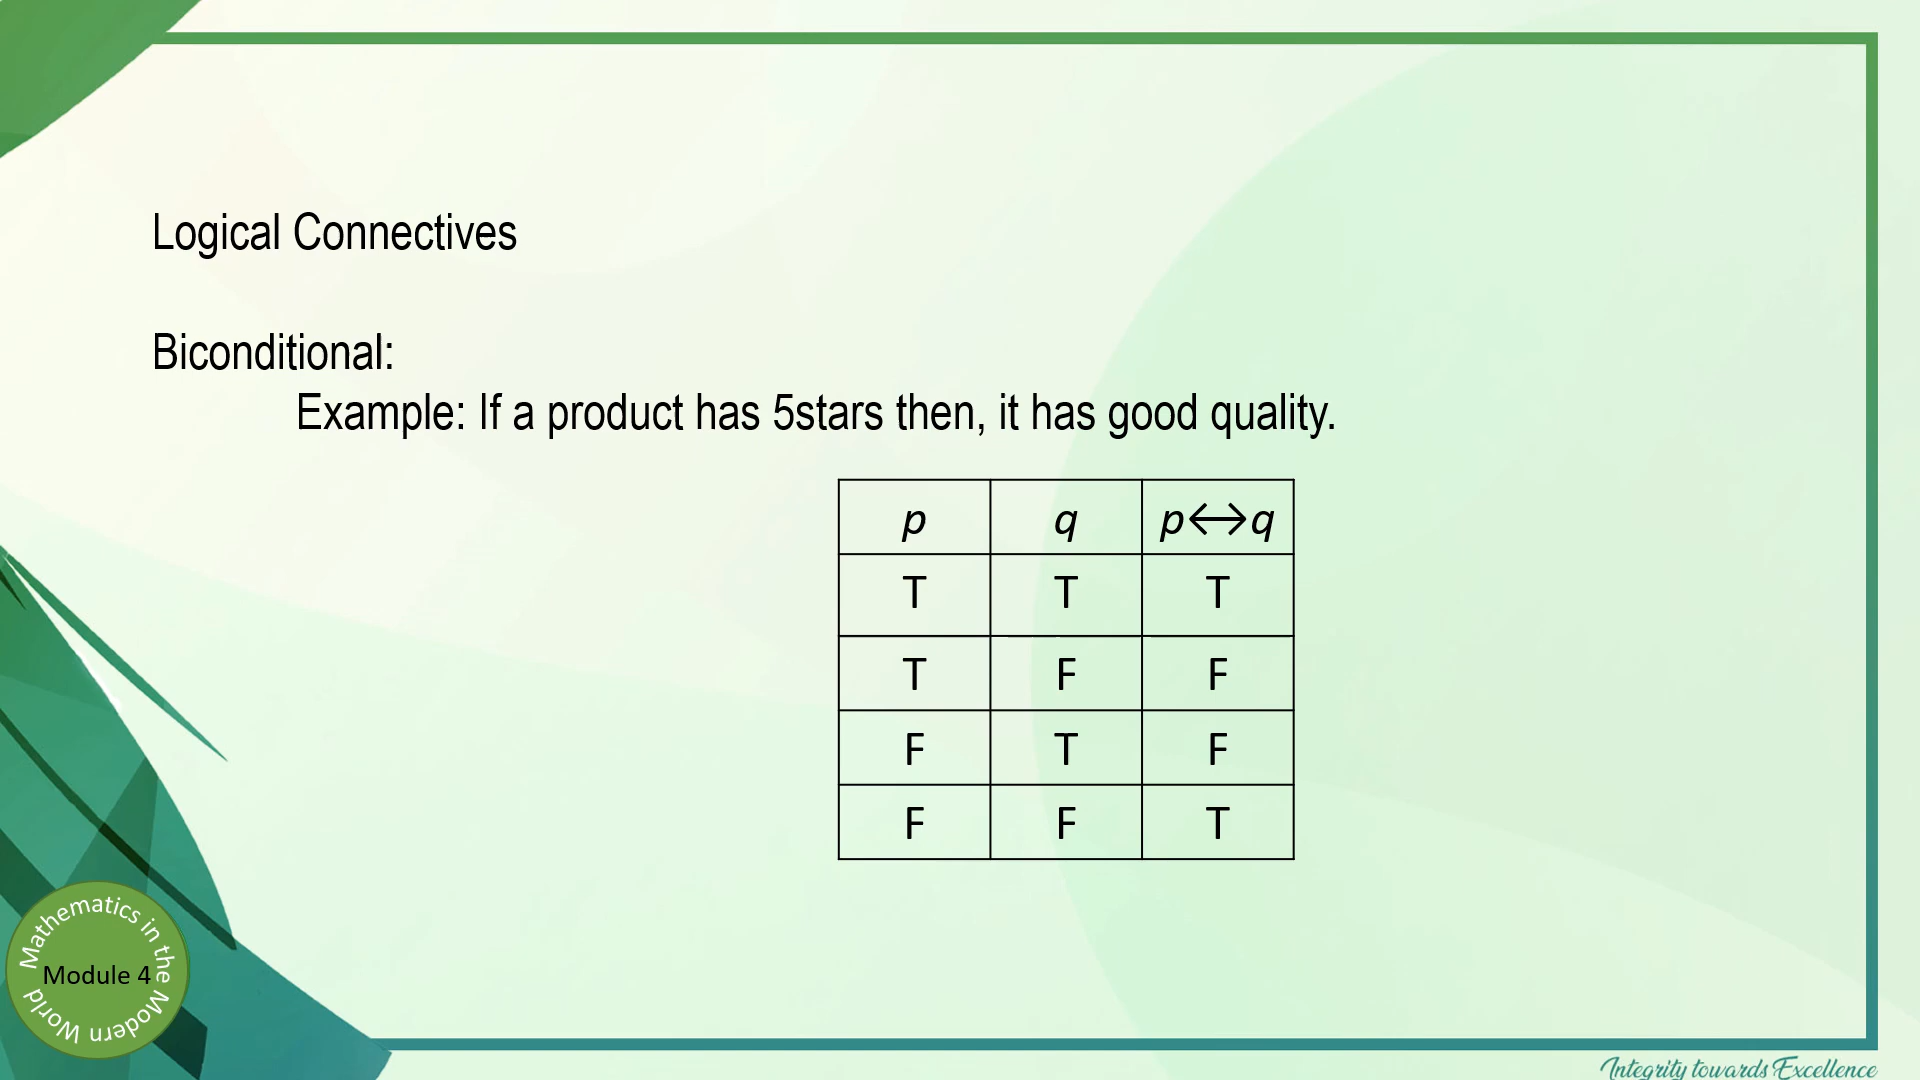 Logical Connectives
Biconditional:
Example: If a product has 5stars then, it has good quality.
p q p↔q
T T T
T F F
F T F
F F T
Mathematics in the Modern World
Module 4
Integrity towards Excellence